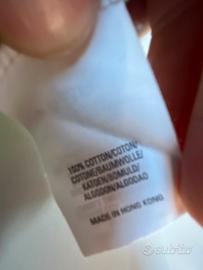 100% COTTON/COTON/
COTONE/BAUMWOLLE/
KATOEN/BOMULD/
ALGODON/ALGODAO
MADE IN HONG KONG
subito